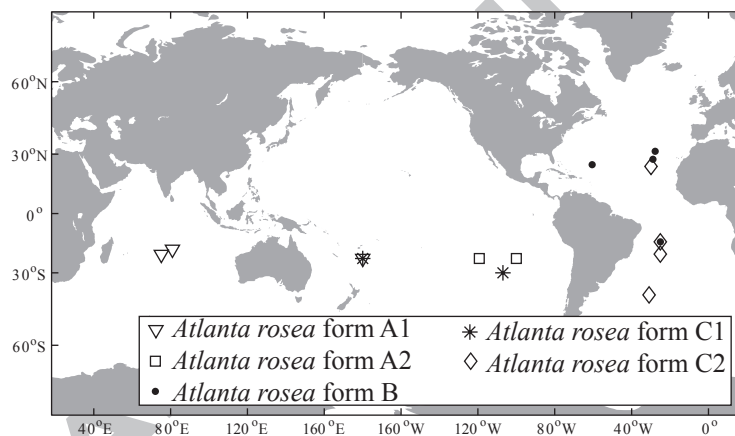 60°N
30°N
0°
30°S
60°S
Atlanta rosea form A1
Atlanta rosea form A2
Atlanta rosea form B
Atlanta rosea form C1
Atlanta rosea form C2
40°E 80°E 120°E 160°E 160°W 120°W 80°W 40°W 0°